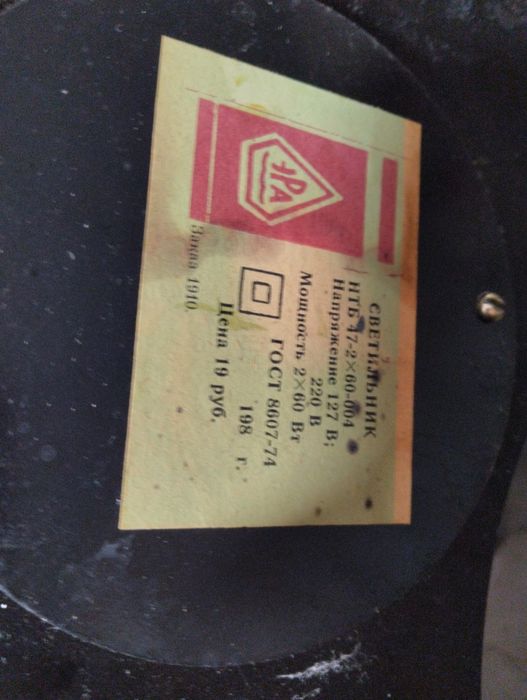 ЭРА
СВЕТИЛЬНИК
НТБ 47-2×60-004
Напряжение 127 В;
220 В
Мощность 2×60 Вт
ГОСТ 8607-74
198 г.
Цена 19 руб.
Заказ 1910.